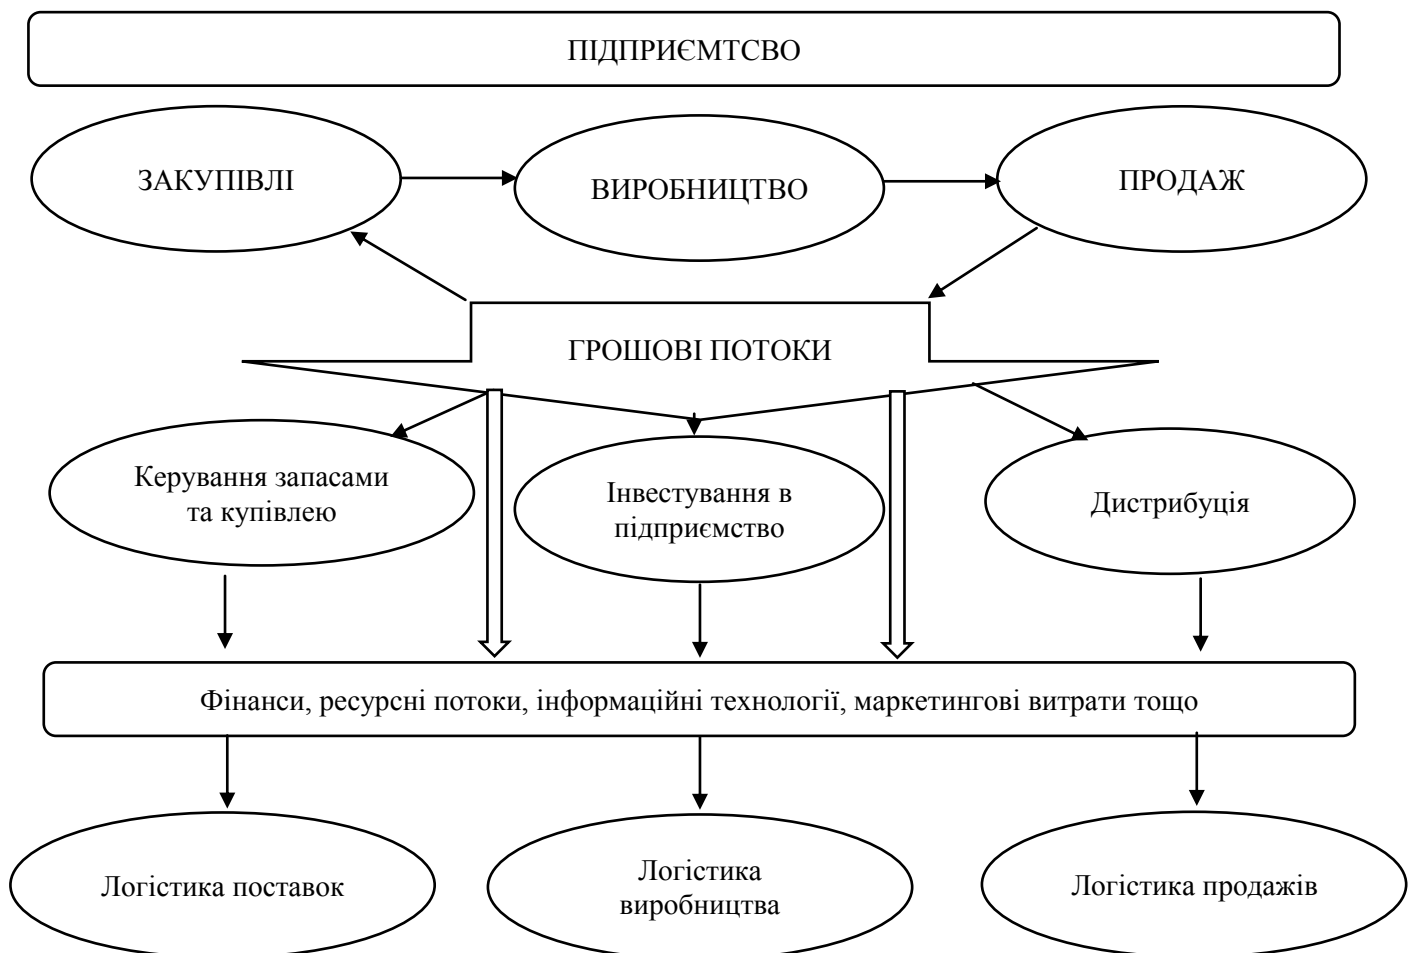 ПІДПРИЄМТСВО
ЗАКУПІВЛІ
ВИРОБНИЦТВО
ПРОДАЖ
ГРОШОВІ ПОТОКИ
Керування запасами
та купівлею
Інвестування в
підприємство
Дистрибуція
Фінанси, ресурсні потоки, інформаційні технології, маркетингові витрати тощо
Логістика поставок
Логістика
виробництва
Логістика продажів